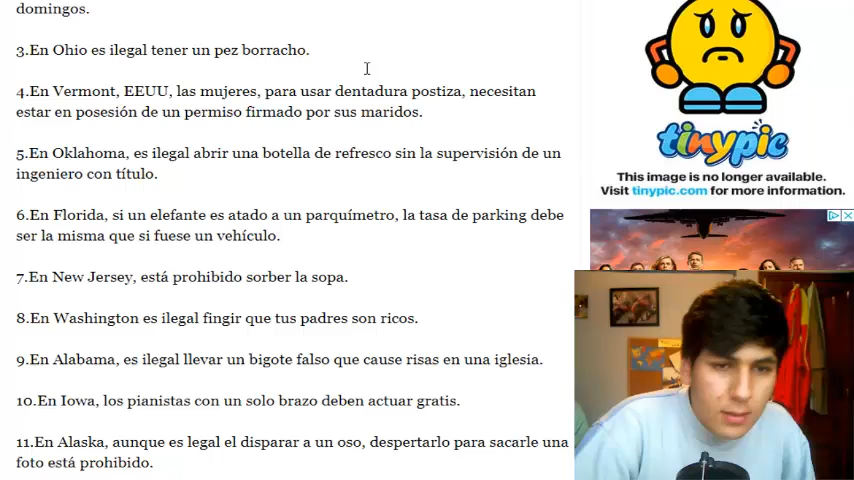 domingos.
3.En Ohio es ilegal tener un pez borracho.
4.En Vermont, EEUU, las mujeres, para usar dentadura postiza, necesitan
estar en posesión de un permiso firmado por sus maridos.
5.En Oklahoma, es ilegal abrir una botella de refresco sin la supervisión de un
ingeniero con título.
6.En Florida, si un elefante es atado a un parquímetro, la tasa de parking debe
ser la misma que si fuese un vehículo.
7.En New Jersey, está prohibido sorber la sopa.
8.En Washington es ilegal fingir que tus padres son ricos.
9.En Alabama, es ilegal llevar un bigote falso que cause risas en una iglesia.
10.En Iowa, los pianistas con un solo brazo deben actuar gratis.
11.En Alaska, aunque es legal el disparar a un oso, despertarlo para sacarle una
foto está prohibido.
tinypic
This image is no longer available.
Visit tinypic.com for more information.